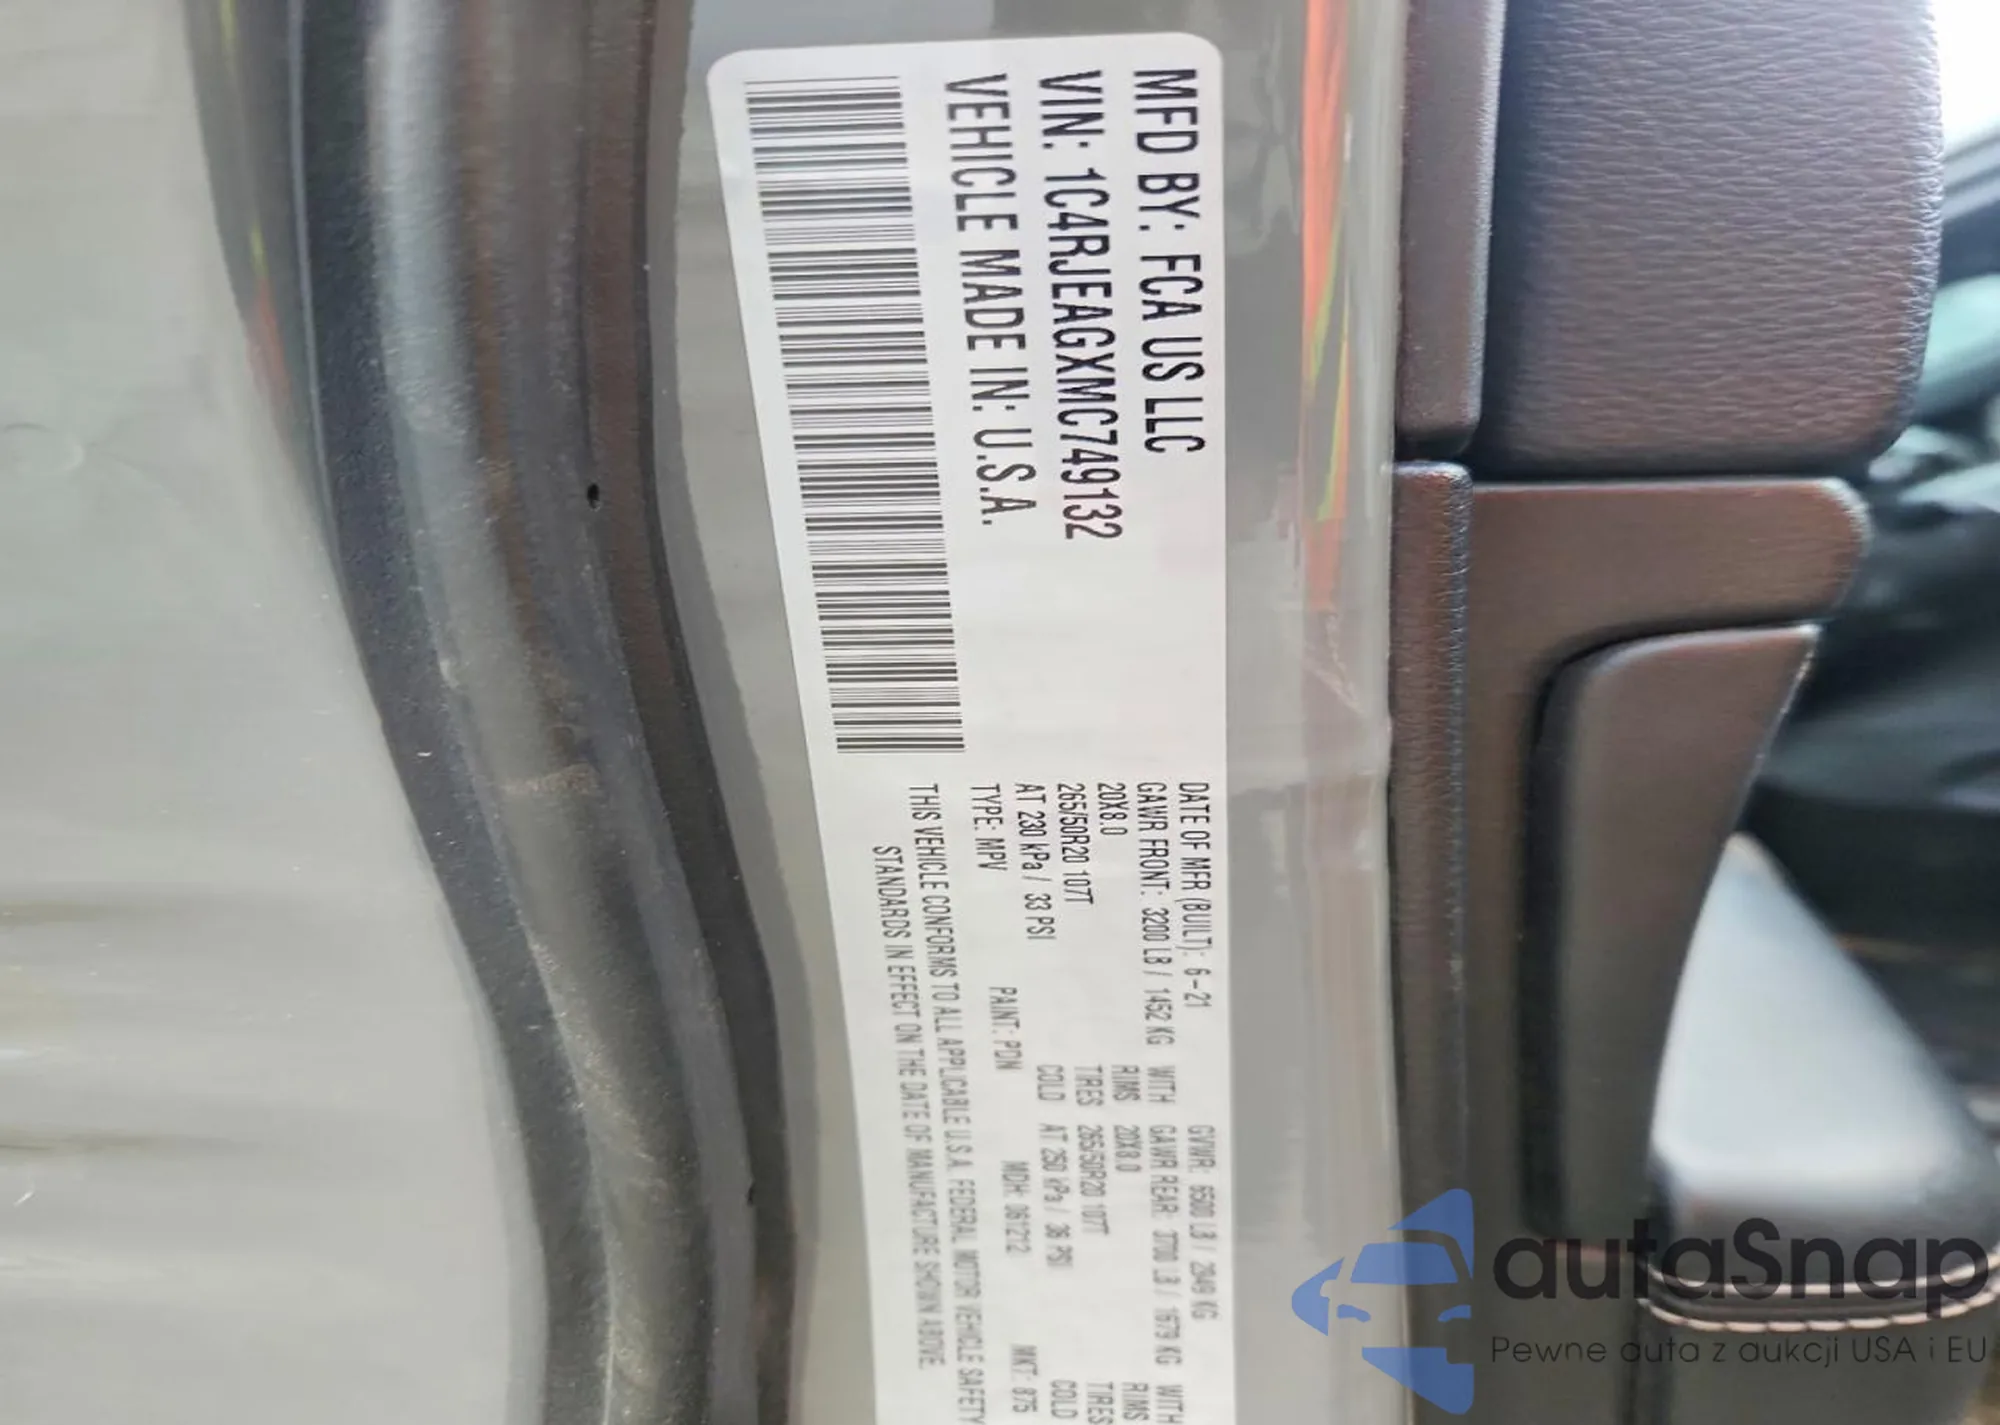 MFD BY: FCA US LLC
VIN: 1C4RJEAGXMC749132
VEHICLE MADE IN: U.S.A.
DATE OF MFR (BUILT): 6-21 GVWR: 6500 LB / 2949 KG
GAWR FRONT: 3200 LB / 1452 KG WITH GAWR REAR: 3700 LB / 1679 KG WITH
20X8.0 RIMS 20X8.0 RIMS
265/50R20 107T TIRES 265/50R20 107T TIRES
AT 230 kPa / 33 PSI COLD AT 250 kPa / 36 PSI COLD
TYPE: MPV PAINT: PDN MDH: 061212 MKT: 875
THIS VEHICLE CONFORMS TO ALL APPLICABLE U.S.A. FEDERAL MOTOR VEHICLE SAFETY
STANDARDS IN EFFECT ON THE DATE OF MANUFACTURE SHOWN ABOVE.
autoSnap
Pewne auta z aukcji USA i EU